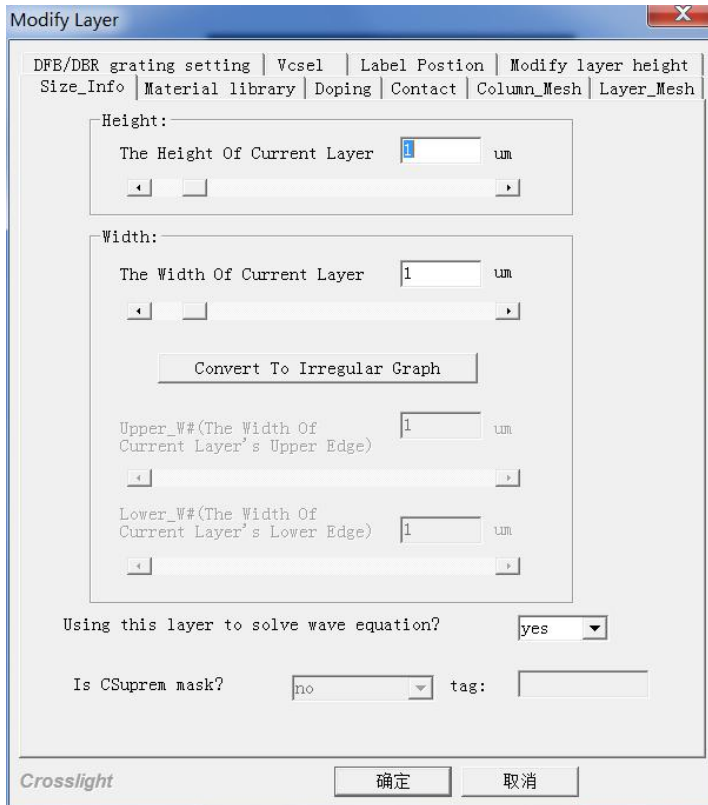 Modify Layer
X
DFB/DBR grating setting | Vcsel | Label Postion | Modify layer height
Size_Info | Material library | Doping | Contact | Column_Mesh | Layer_Mesh
Height:
The Height Of Current Layer 1 um
Width:
The Width Of Current Layer 1 um
Convert To Irregular Graph
Upper_W#(The Width Of 1 um
Current Layer's Upper Edge)
Lower_W#(The Width Of
Current Layer's Lower Edge) 1 um
Using this layer to solve wave equation? yes
Is CSuprem mask? no tag:
Crosslight 确定 取消